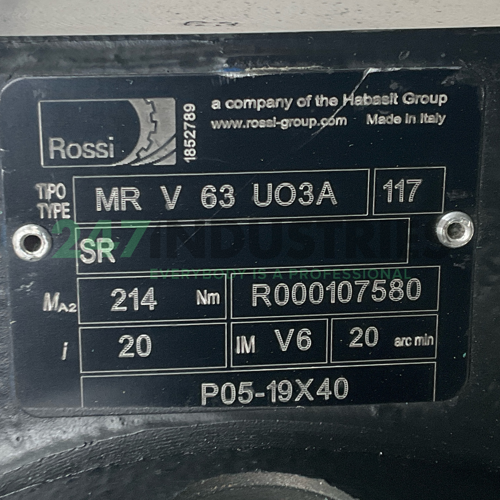 Rossi
1852789
a company of the Habasit Group
www.rossi-group.com Made in Italy
TIPO
TYPE
MR V 63 UO3A 117
SR
247INDUSTRIES
EVERYBODY IS A PROFESSIONAL
MA2 214 Nm R000107580
i 20 IM V6 20 arc min
P05-19X40